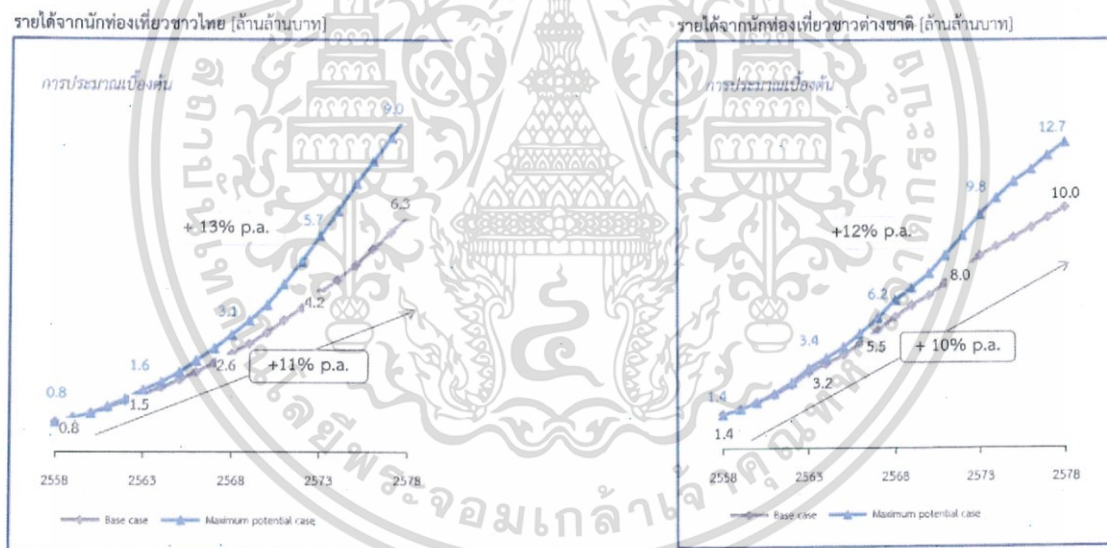 รายได้จากนักท่องเที่ยวชาวไทย [ล้านล้านบาท]
การประมาณเบื้องต้น
9.0
6.3
5.7
+ 13% p.a.
4.2
3.1
2.6
+11% p.a.
1.6
1.5
0.8
0.8
2558 2563 2568 2573 2578
Base case Maximum potential case
รายได้จากนักท่องเที่ยวชาวต่างชาติ [ล้านล้านบาท]
การประมาณเบื้องต้น
12.7
10.0
9.8
+12% p.a.
8.0
6.2
5.5
+ 10% p.a.
3.4
3.2
1.4
1.4
2558 2563 2568 2573 2578
Base case Maximum potential case